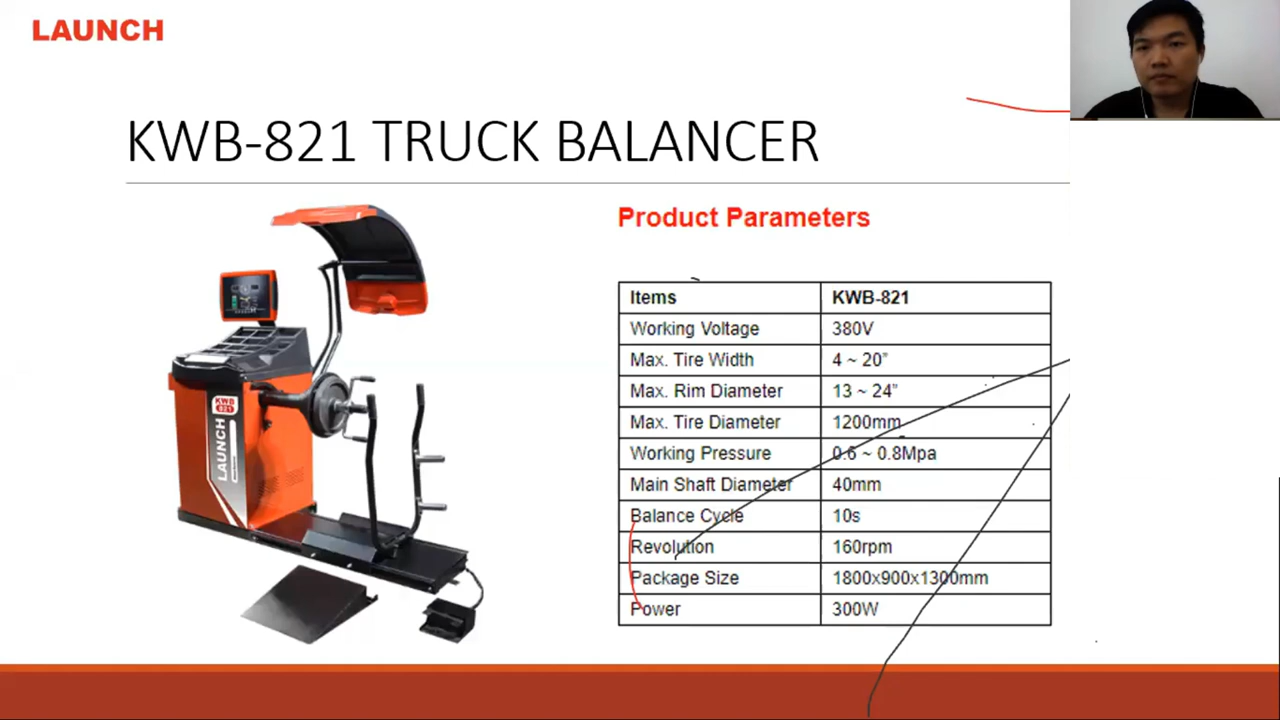 LAUNCH
KWB-821 TRUCK BALANCER
Product Parameters
Items KWB-821
Working Voltage 380V
Max. Tire Width 4 ~ 20”
Max. Rim Diameter 13 ~ 24”
Max. Tire Diameter 1200mm
Working Pressure 0.6 ~ 0.8Mpa
Main Shaft Diameter 40mm
Balance Cycle 10s
Revolution 160rpm
Package Size 1800x900x1300mm
Power 300W
KWB
821
LAUNCH